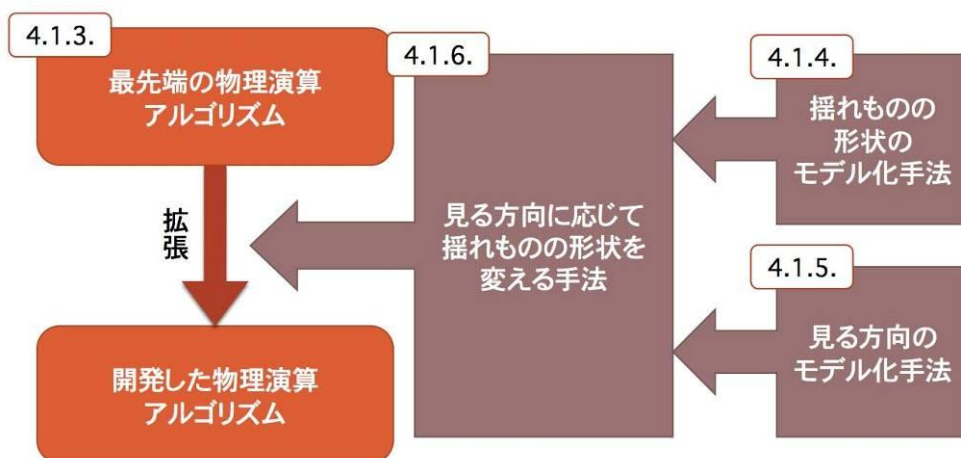 4.1.3.
最先端の物理演算
アルゴリズム
拡張
開発した物理演算
アルゴリズム
4.1.6.
見る方向に応じて
揺れものの形状を
変える手法
4.1.4.
揺れものの
形状の
モデル化手法
4.1.5.
見る方向の
モデル化手法